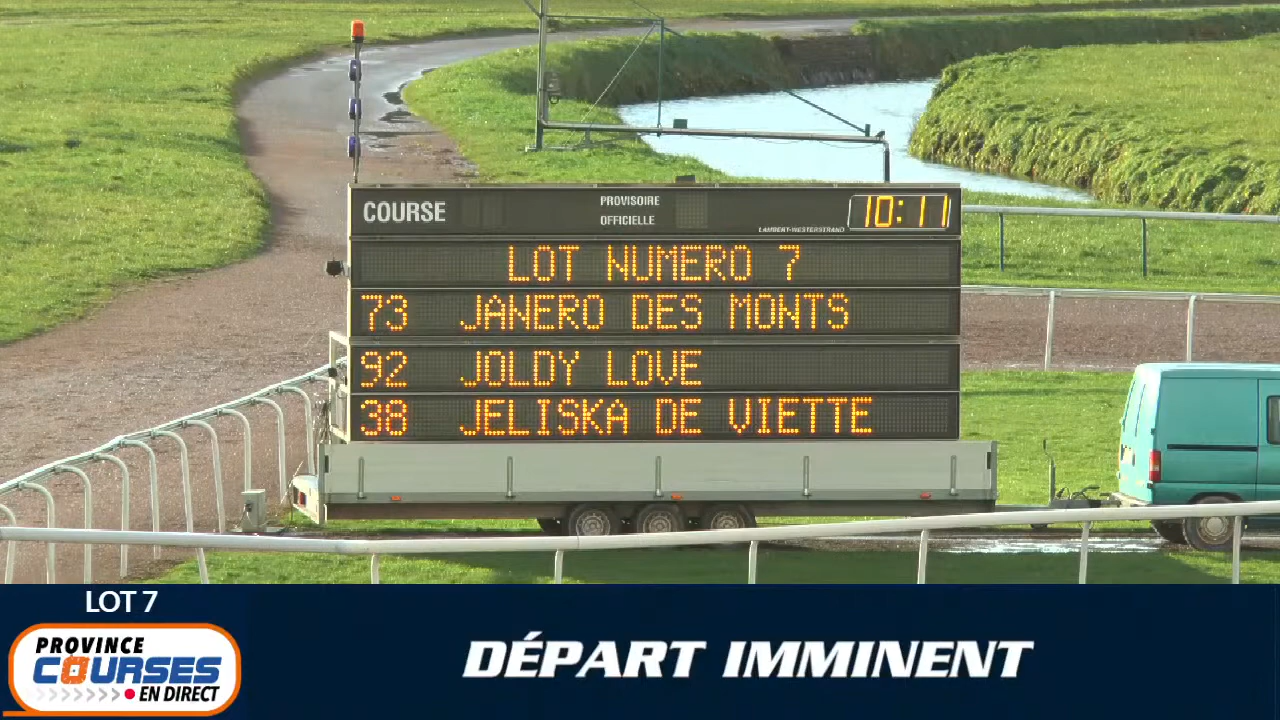 COURSE
PROVISOIRE
OFFICIELLE
10:11
LAMBERT-WESTERSTRAND
LOT NUMERO 7
73 JANERO DES MONTS
92 JOLDY LOVE
38 JELISKA DE VIETTE
LOT 7
PROVINCE
COURSES
EN DIRECT
DÉPART IMMINENT